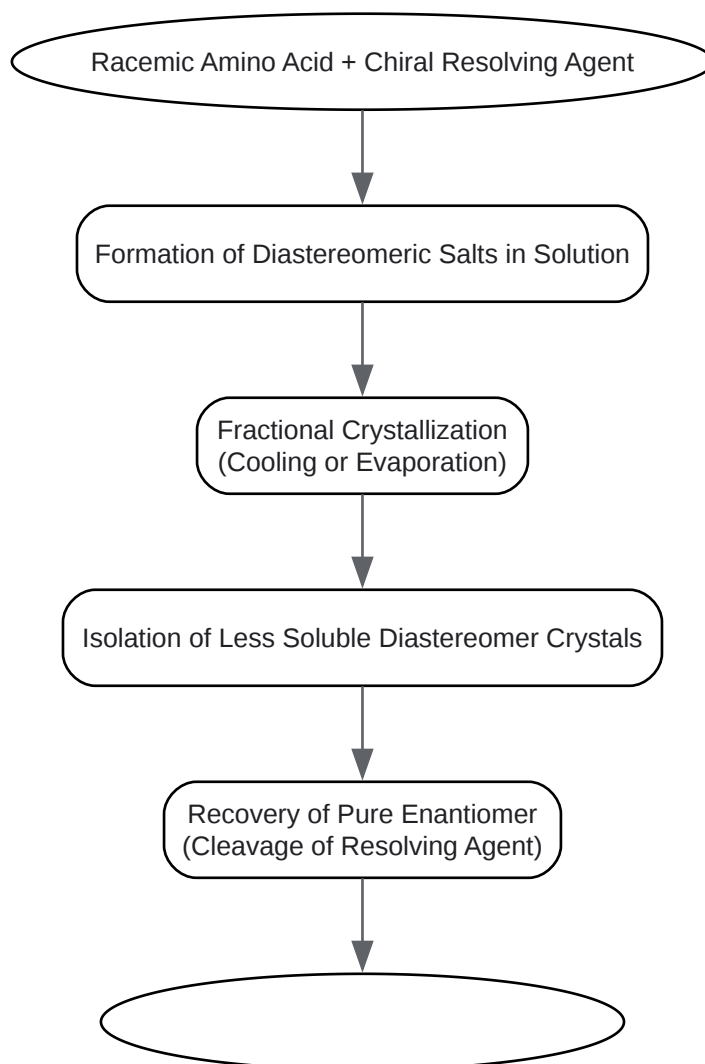 Racemic Amino Acid + Chiral Resolving Agent
Formation of Diastereomeric Salts in Solution
Fractional Crystallization
(Cooling or Evaporation)
Isolation of Less Soluble Diastereomer Crystals
Recovery of Pure Enantiomer
(Cleavage of Resolving Agent)